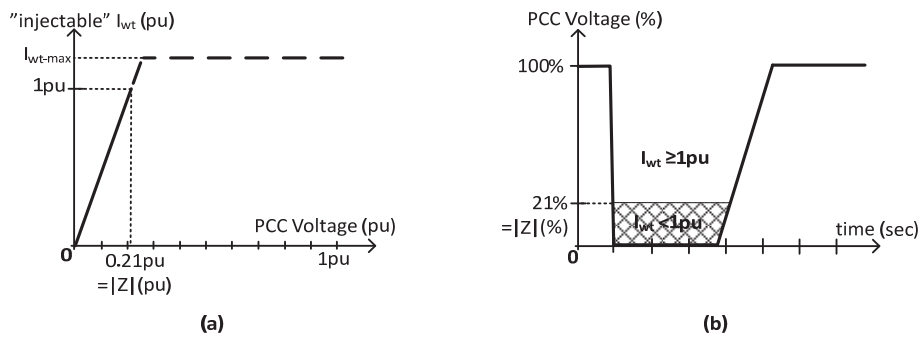 ”injectable” Iwt (pu)
Iwt-max
1pu
PCC Voltage (pu)
0
0.21pu
1pu
=|Z|(pu)
(a)
PCC Voltage (%)
100%
Iwt ≥1pu
21%
Iwt <1pu
=|Z|(%)
time (sec)
0
(b)